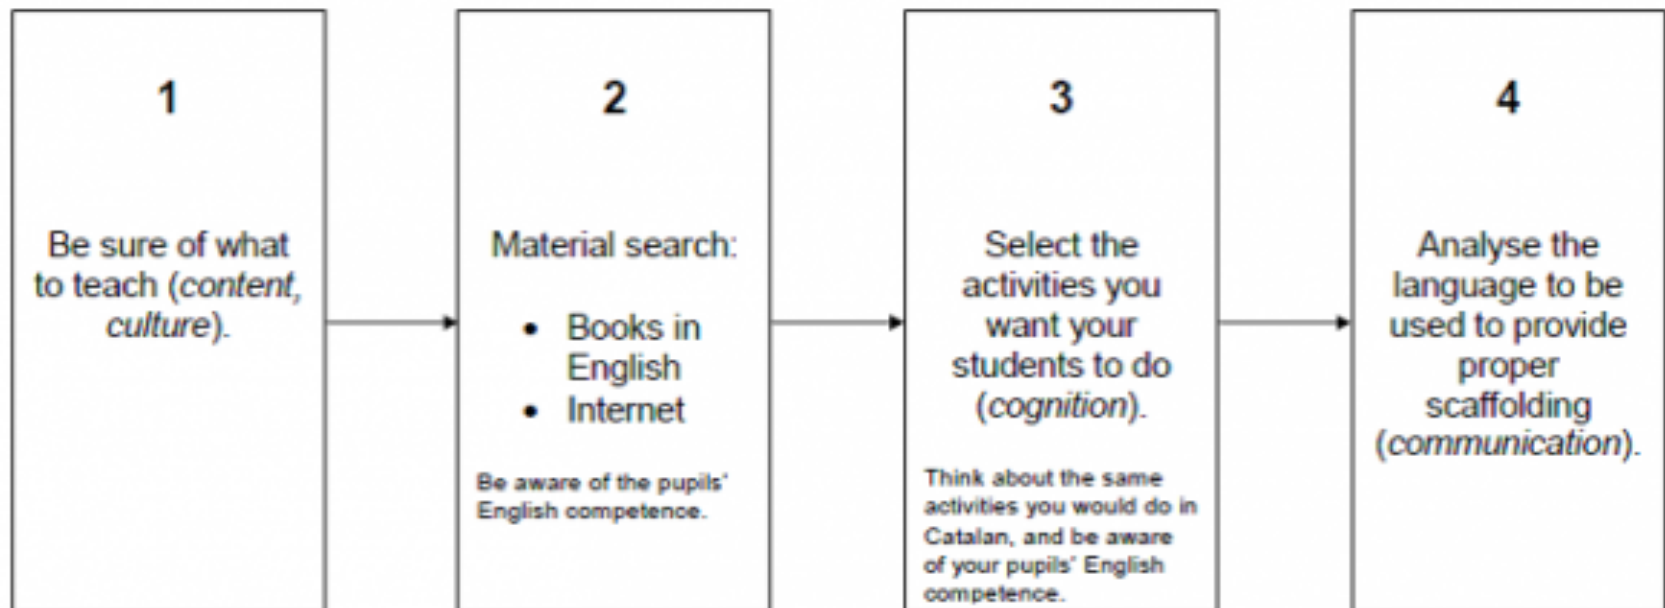 1
Be sure of what
to teach (content,
culture).
2
Material search:
• Books in
English
• Internet
Be aware of the pupils'
English competence.
3
Select the
activities you
want your
students to do
(cognition).
Think about the same
activities you would do in
Catalan, and be aware
of your pupils' English
competence.
4
Analyse the
language to be
used to provide
proper
scaffolding
(communication).